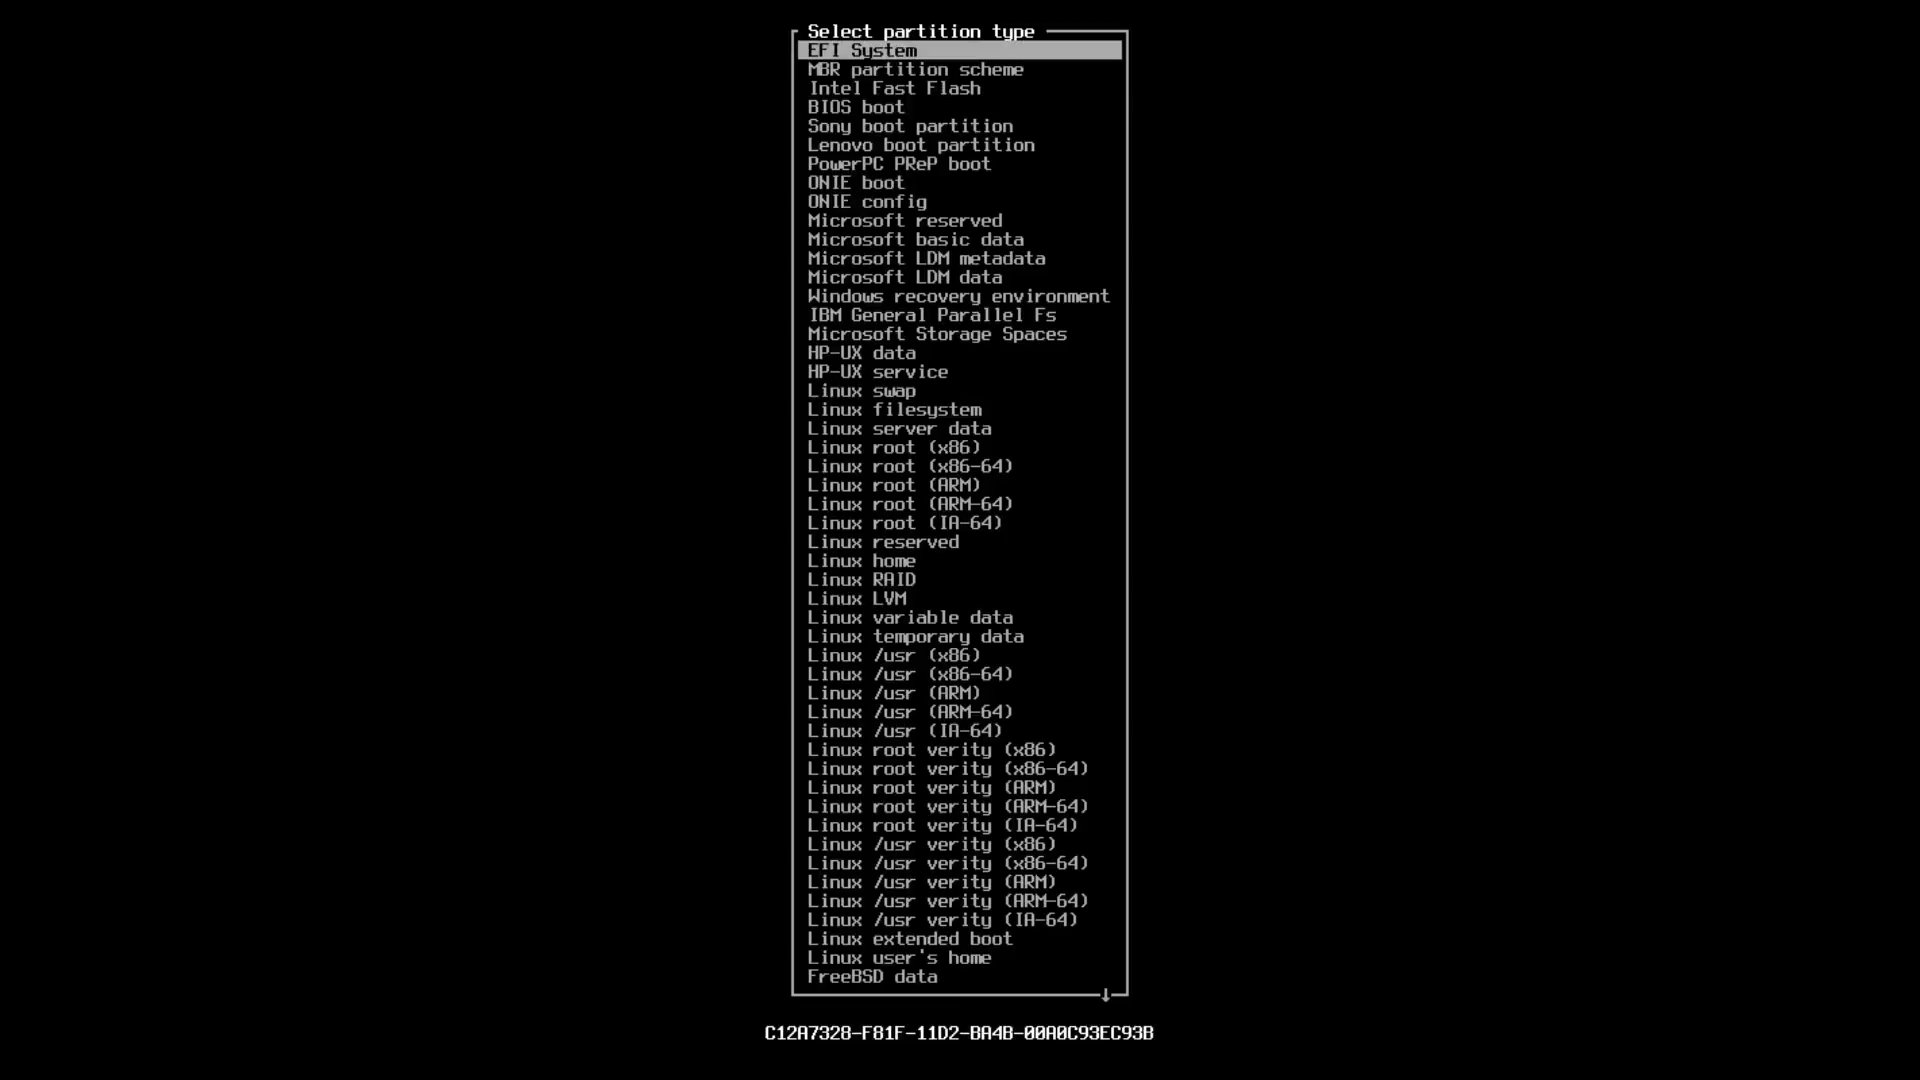 Select partition type
EFI System
MBR partition scheme
Intel Fast Flash
BIOS boot
Sony boot partition
Lenovo boot partition
PowerPC PReP boot
ONIE boot
ONIE config
Microsoft reserved
Microsoft basic data
Microsoft LDM metadata
Microsoft LDM data
Windows recovery environment
IBM General Parallel Fs
Microsoft Storage Spaces
HP-UX data
HP-UX service
Linux swap
Linux filesystem
Linux server data
Linux root (x86)
Linux root (x86-64)
Linux root (ARM)
Linux root (ARM-64)
Linux root (IA-64)
Linux reserved
Linux home
Linux RAID
Linux LVM
Linux variable data
Linux temporary data
Linux /usr (x86)
Linux /usr (x86-64)
Linux /usr (ARM)
Linux /usr (ARM-64)
Linux /usr (IA-64)
Linux root verity (x86)
Linux root verity (x86-64)
Linux root verity (ARM)
Linux root verity (ARM-64)
Linux root verity (IA-64)
Linux /usr verity (x86)
Linux /usr verity (x86-64)
Linux /usr verity (ARM)
Linux /usr verity (ARM-64)
Linux /usr verity (IA-64)
Linux extended boot
Linux user's home
FreeBSD data
↓
C12A7328-F81F-11D2-BA4B-00A0C93EC93B